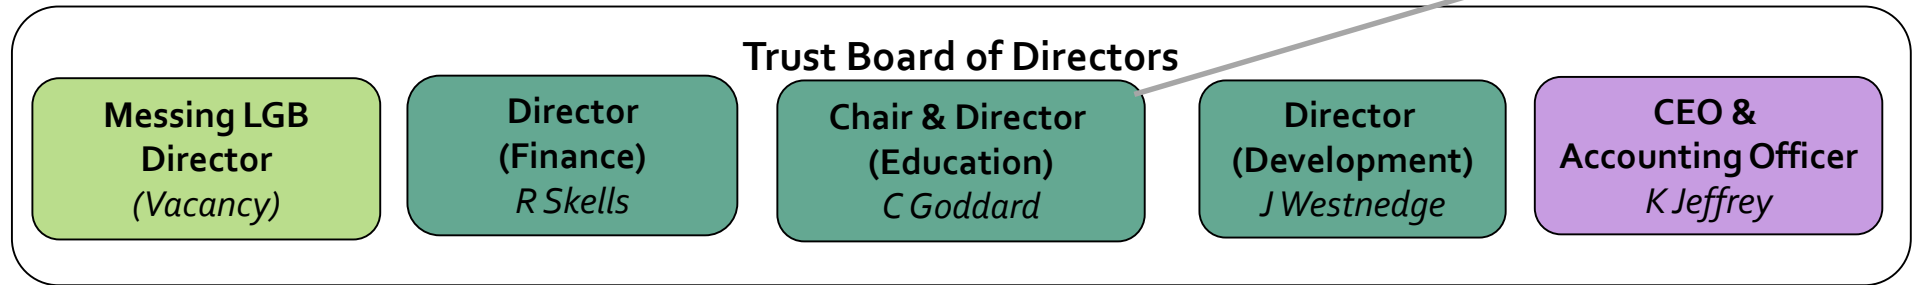 Trust Board of Directors
Messing LGB
Director
(Vacancy)
Director
(Finance)
R Skells
Chair & Director
(Education)
C Goddard
Director
(Development)
J Westnedge
CEO &
Accounting Officer
K Jeffrey